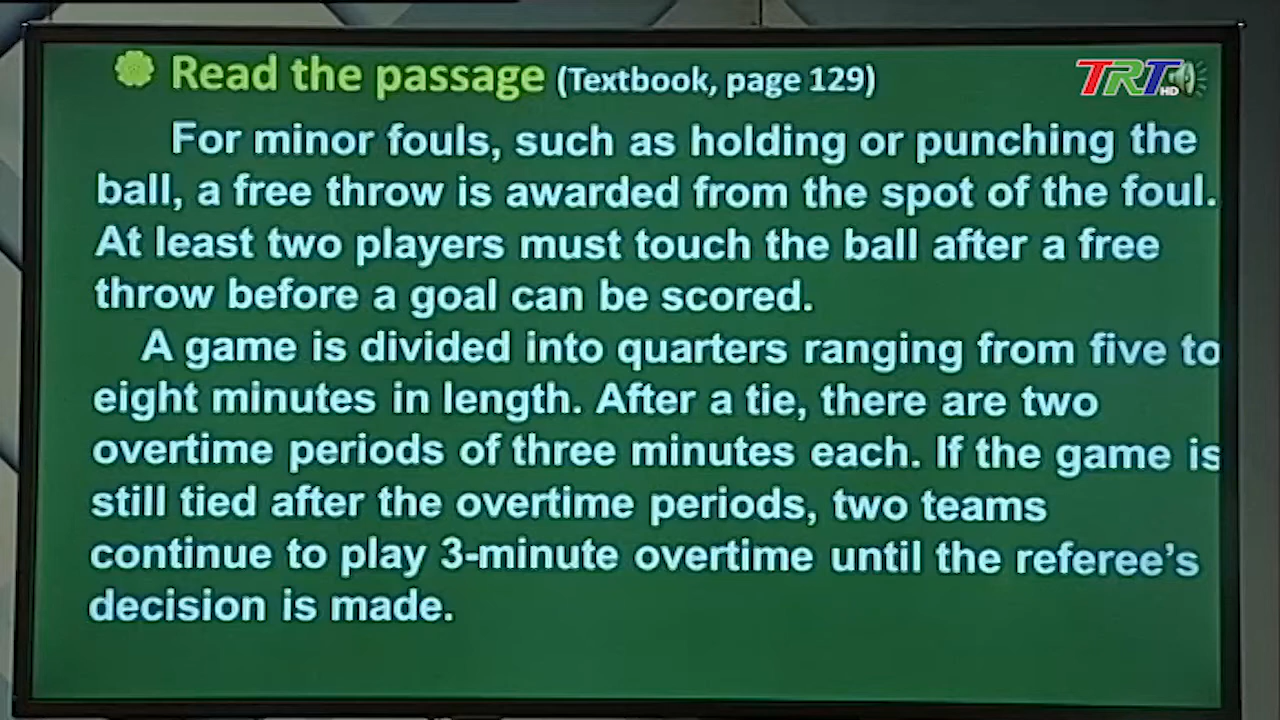 Read the passage (Textbook, page 129)
TRT HD
For minor fouls, such as holding or punching the
ball, a free throw is awarded from the spot of the foul.
At least two players must touch the ball after a free
throw before a goal can be scored.
A game is divided into quarters ranging from five to
eight minutes in length. After a tie, there are two
overtime periods of three minutes each. If the game is
still tied after the overtime periods, two teams
continue to play 3-minute overtime until the referee's
decision is made.